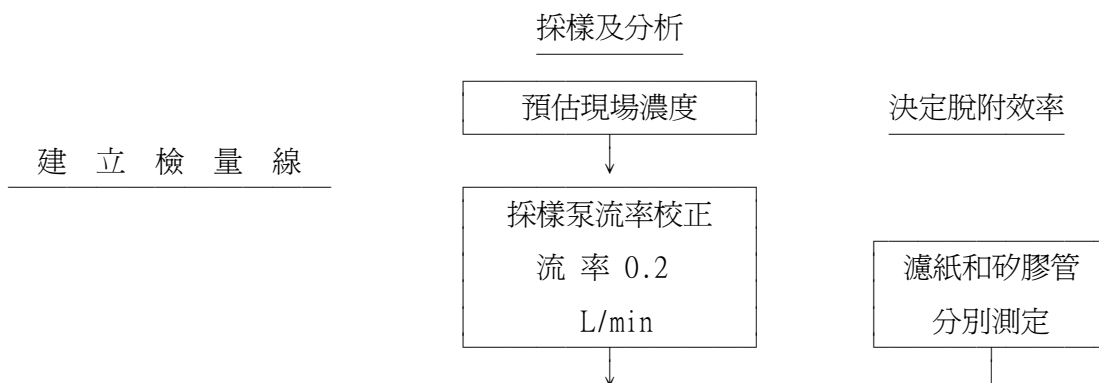 採樣及分析
預估現場濃度
決定脫附效率
建 立 檢 量 線
採樣泵流率校正
流 率 0.2
L/min
濾紙和矽膠管
分別測定